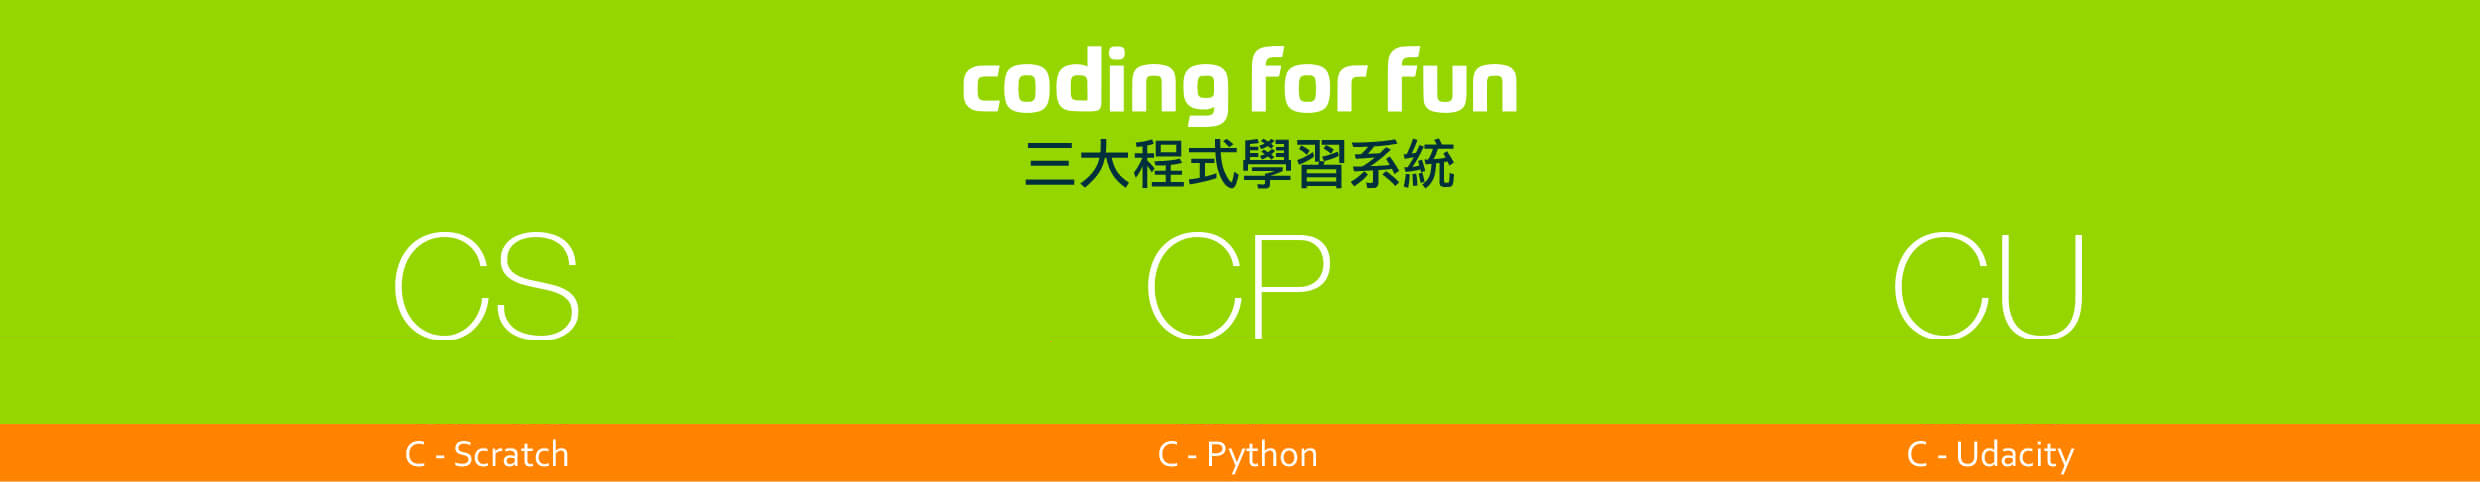 coding for fun
三大程式學習系統
CS CP CU
C - Scratch C - Python C - Udacity